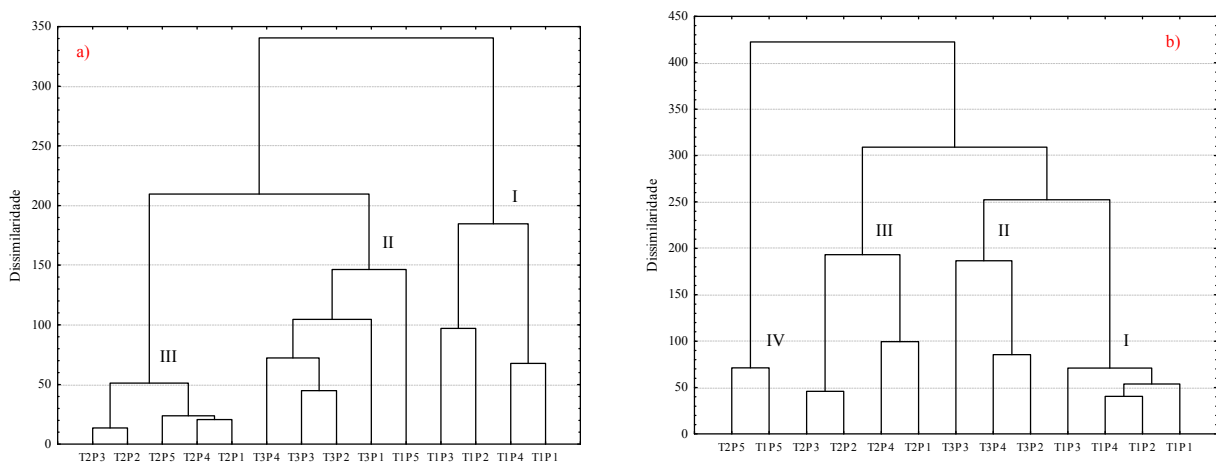 a)
Dissimilaridade
350
300
250
200
150
100
50
0
I
II
III
T2P3 T2P2 T2P5 T2P4 T2P1 T3P4 T3P3 T3P2 T3P1 T1P5 T1P3 T1P2 T1P4 T1P1
b)
Dissimilaridade
450
400
350
300
250
200
150
100
50
0
III
II
IV
I
T2P5 T1P5 T2P3 T2P2 T2P4 T2P1 T3P3 T3P4 T3P2 T1P3 T1P4 T1P2 T1P1